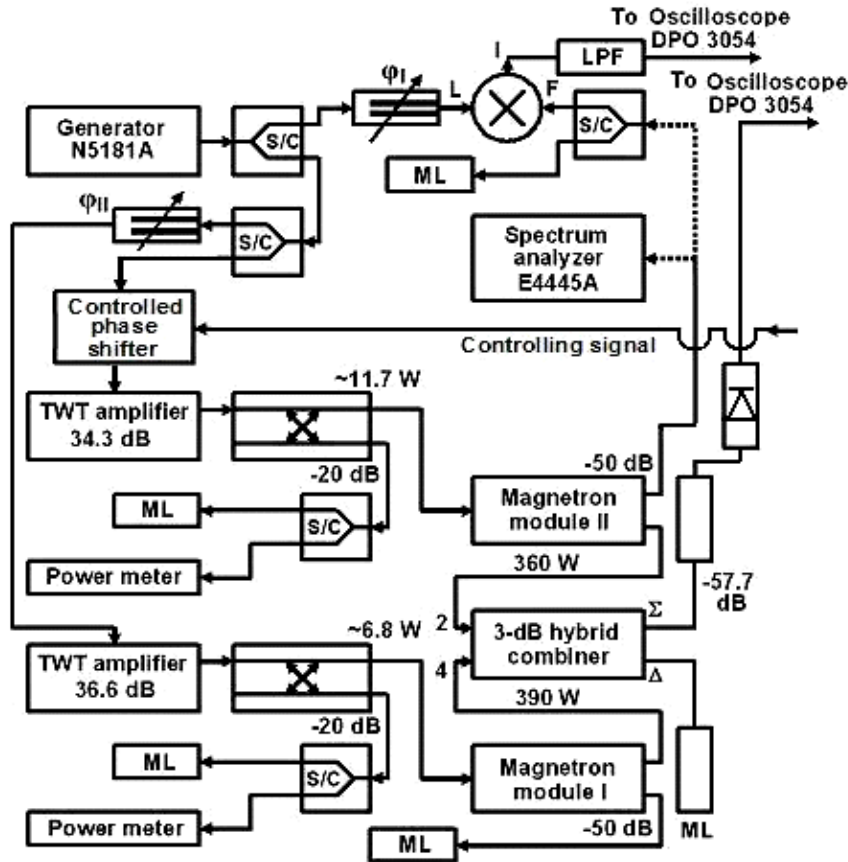 To Oscilloscope
DPO 3054
LPF
I
To Oscilloscope
DPO 3054
φI
L
F
Generator
N5181A
S/C
S/C
ML
φII
S/C
Spectrum
analyzer
E4445A
Controlled
phase
shifter
Controlling signal
~11.7 W
TWT amplifier
34.3 dB
-20 dB
-50 dB
ML
S/C
Magnetron
module II
Power meter
360 W
-57.7
dB
2
Σ
3-dB hybrid
combiner
~6.8 W
TWT amplifier
36.6 dB
4
Δ
390 W
-20 dB
ML
S/C
Magnetron
module I
Power meter
-50 dB
ML
ML